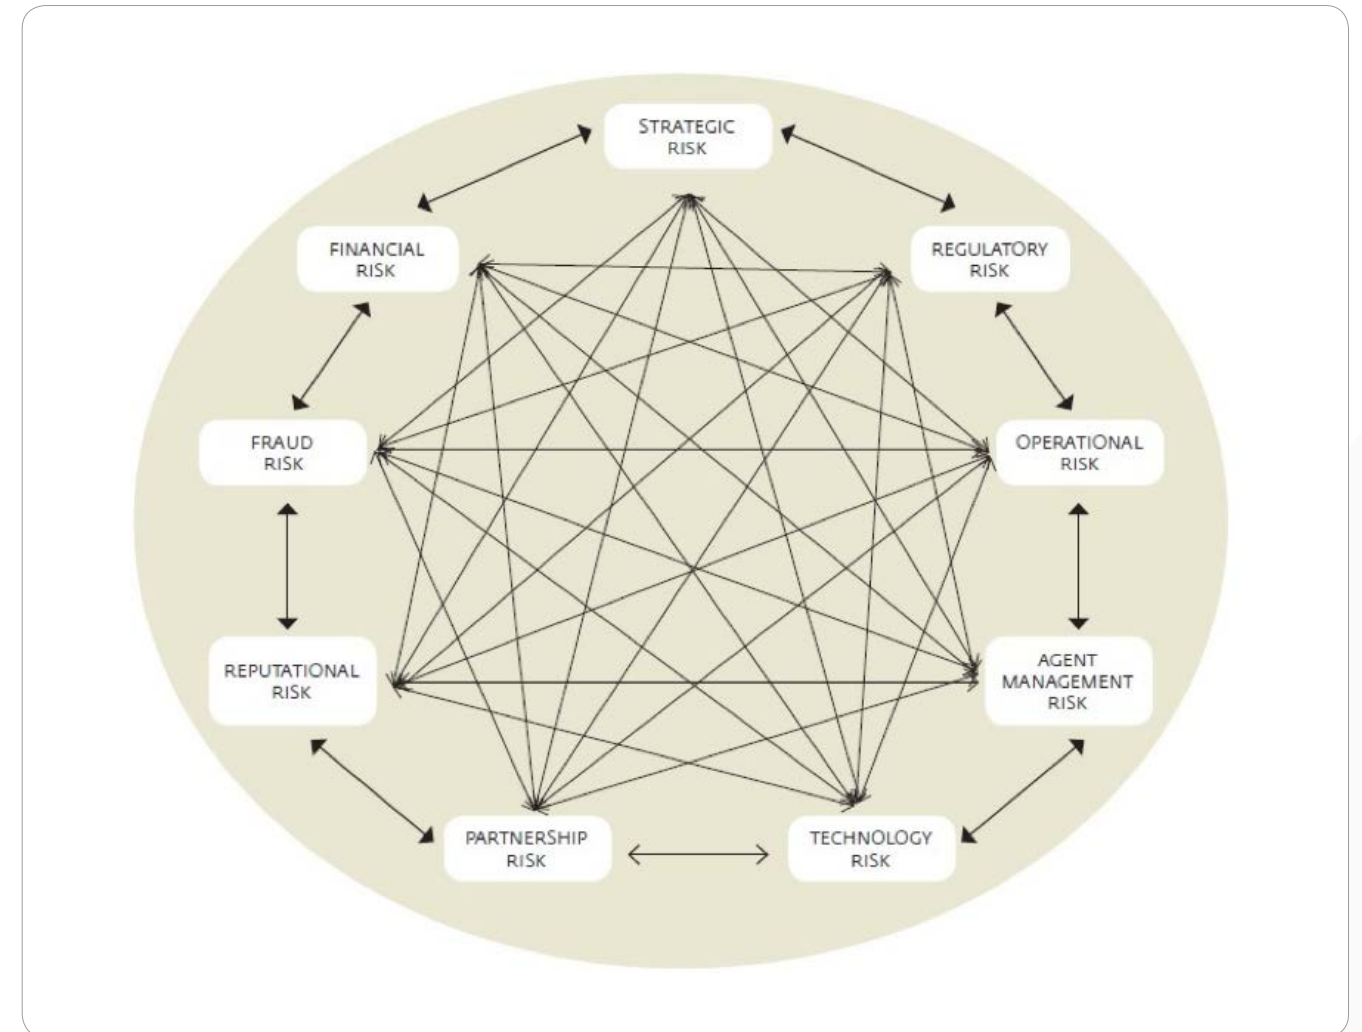 STRATEGIC
RISK
FINANCIAL
RISK
REGULATORY
RISK
FRAUD
RISK
OPERATIONAL
RISK
REPUTATIONAL
RISK
AGENT
MANAGEMENT
RISK
PARTNERSHIP
RISK
TECHNOLOGY
RISK